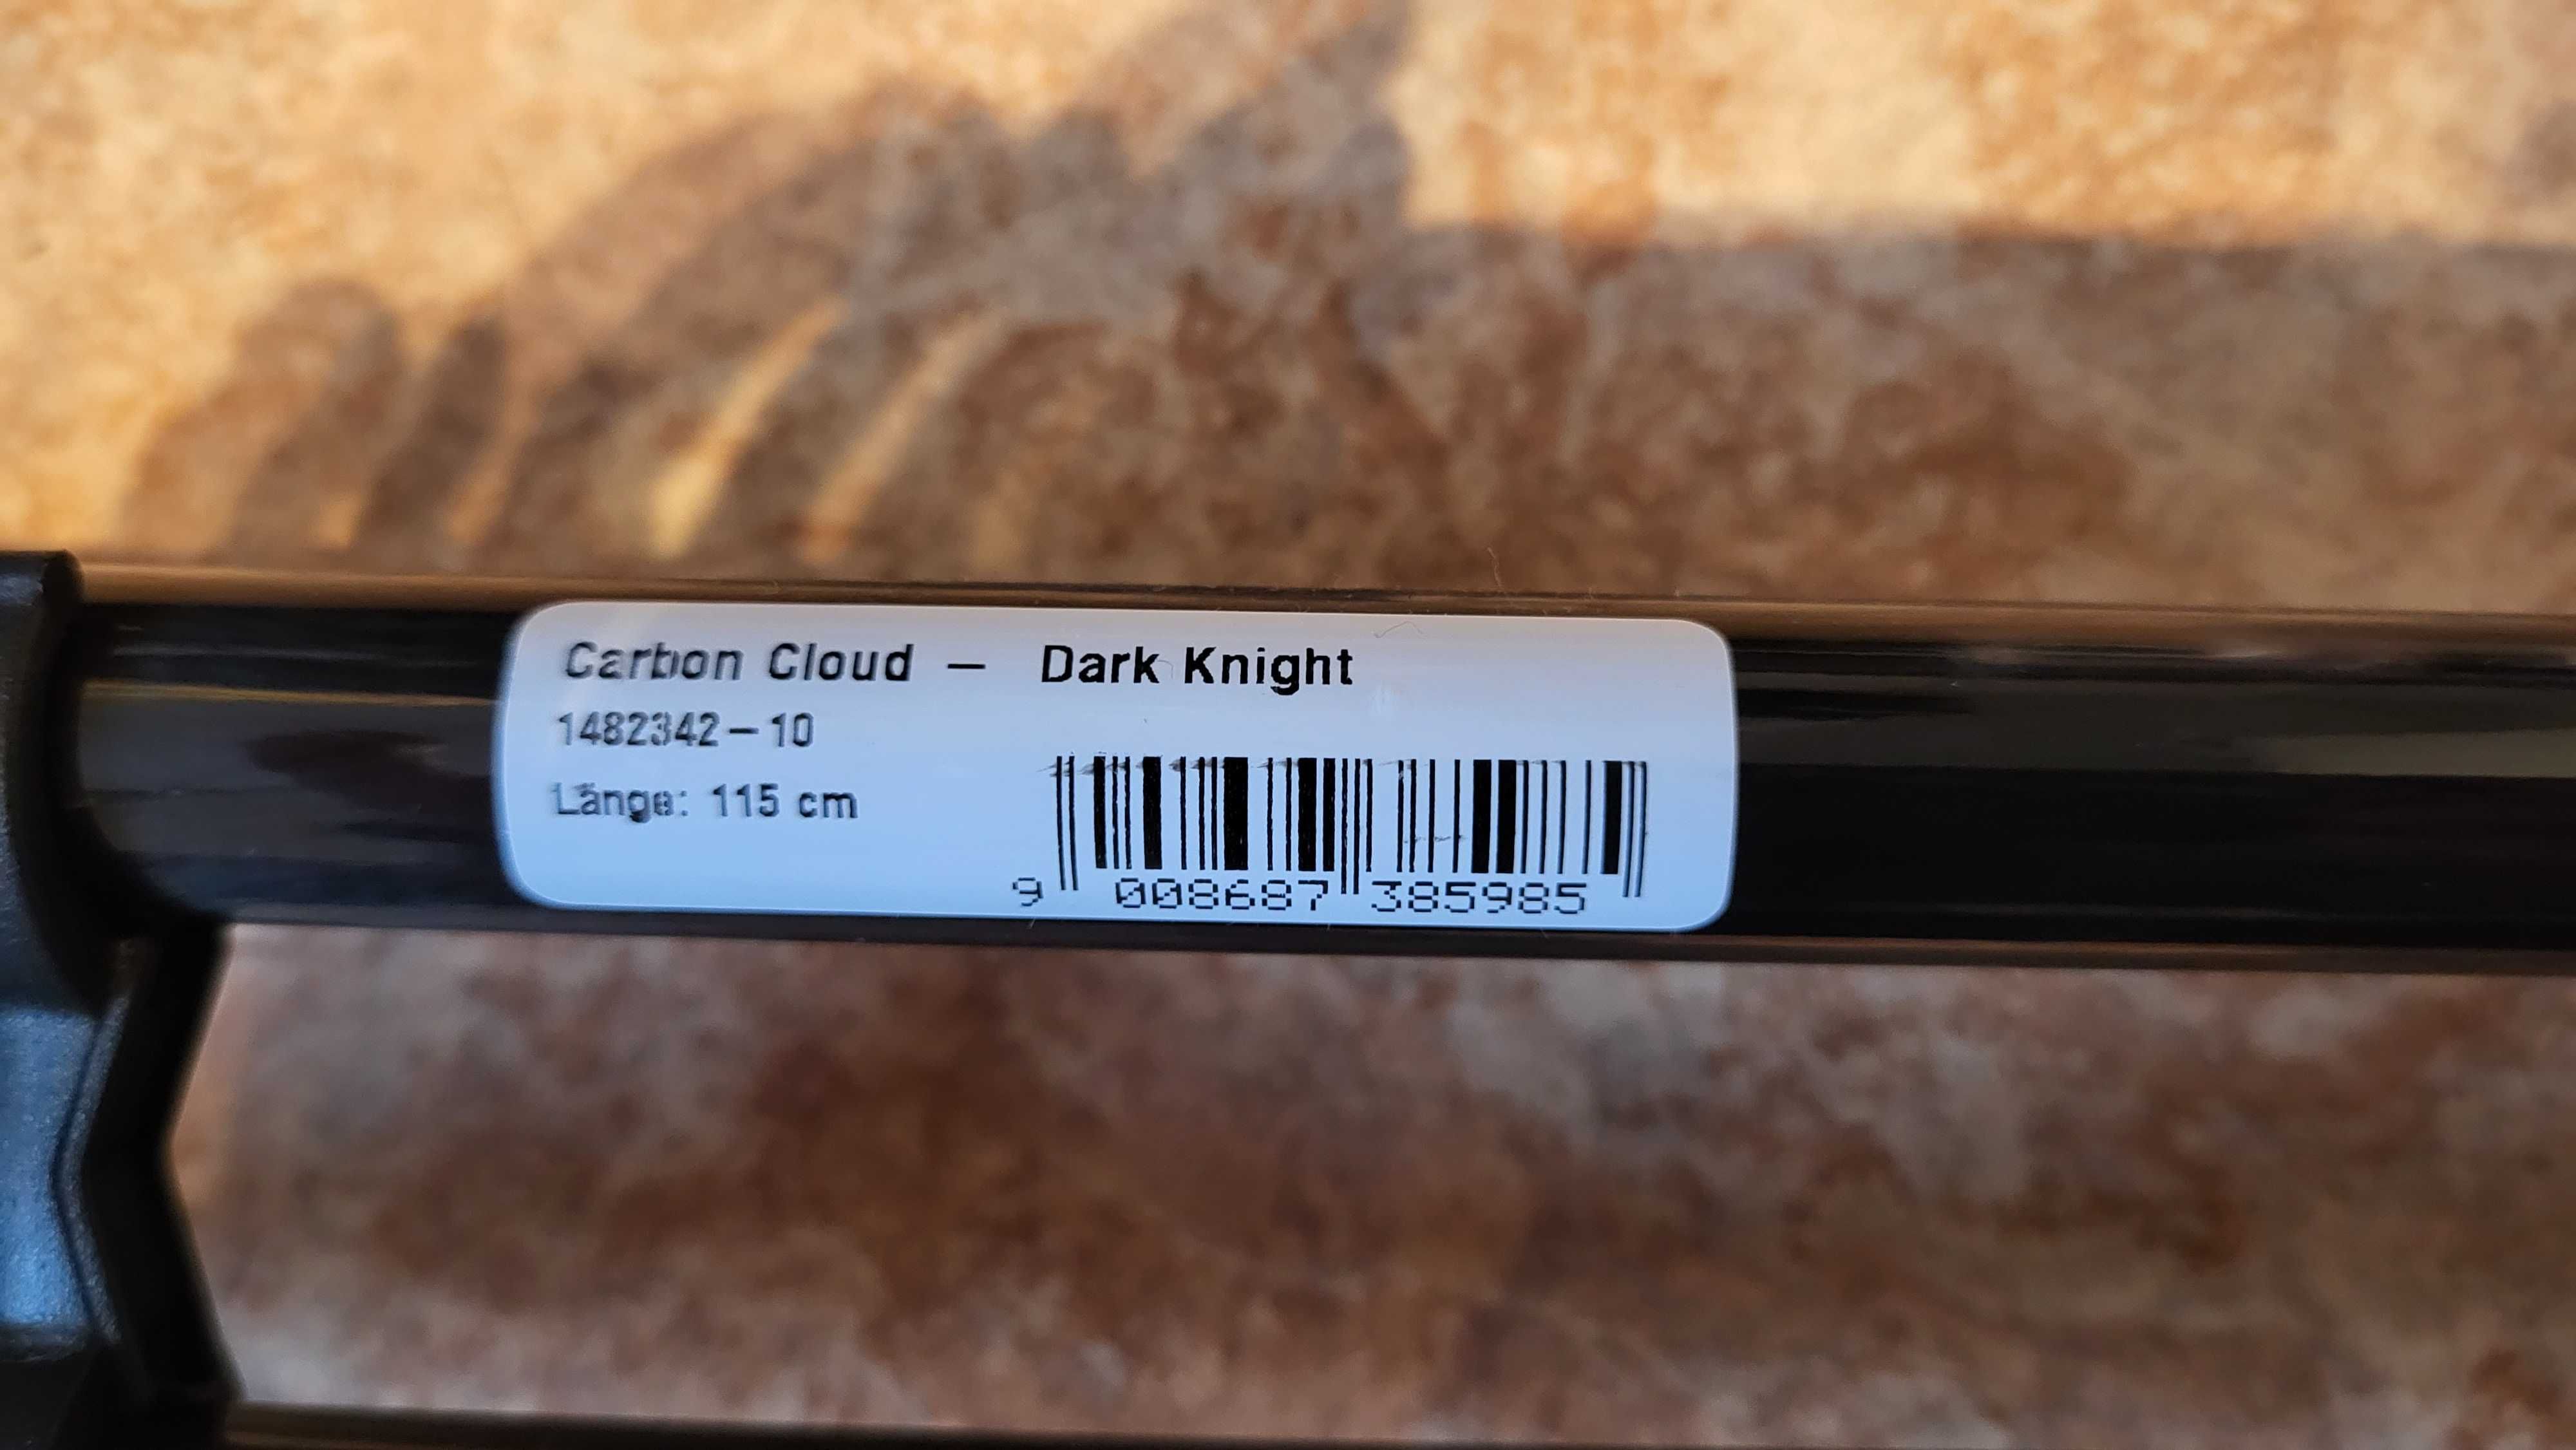 Carbon Cloud – Dark Knight
1482342-10
Länge: 115 cm
9 008687 385985